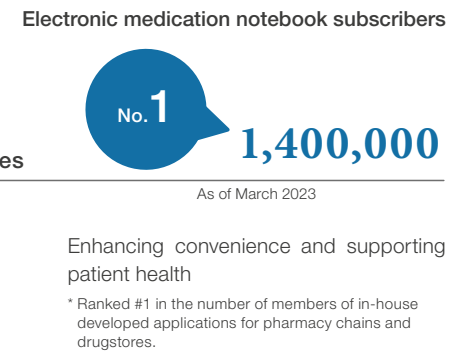 Electronic medication notebook subscribers
No.1
1,400,000
es
As of March 2023
Enhancing convenience and supporting
patient health
* Ranked #1 in the number of members of in-house
developed applications for pharmacy chains and
drugstores.